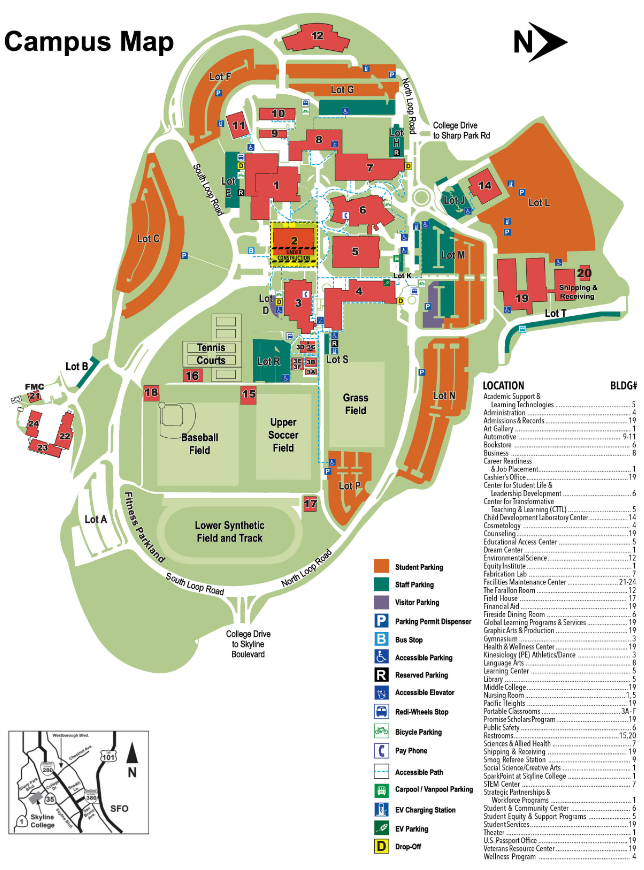 Campus Map
N
12
Lot F
Lot G
North Loop Road
College Drive
to Sharp Park Rd
10
11
9
8
Lot
H
R
7
D
D
Lot
E
R
1
South Loop Road
14
Lot J
Lot L
6
Lot C
2
UNDER
CONSTRUCTION
5
Lot M
B
Lot K
20
19
Shipping &
Receiving
Lot
D
D
3
4
D
Lot T
Tennis
Courts
Lot R
Lot S
R
3D
3C
3E
3B
3F
3A
Lot B
16
FMC
21
18
15
24
22
23
Grass
Field
Lot N
Baseball
Field
Upper
Soccer
Field
Lot P
17
Lot A
Fitness Parkland
Lower Synthetic
Field and Track
South Loop Road
North Loop Road
College Drive
to Skyline
Boulevard
Student Parking
Staff Parking
Visitor Parking
P Parking Permit Dispenser
B Bus Stop
Accessible Parking
R Reserved Parking
Accessible Elevator
Redi-Wheels Stop
Bicycle Parking
Pay Phone
Accessible Path
Carpool / Vanpool Parking
EV Charging Station
EV Parking
D Drop-Off
Westborough Blvd.
101
280
N
35
380
SFO
Skyline
College
1
LOCATION BLDG#
Academic Support &
Learning Technologies 5
Administration 4
Admissions & Records 19
Art Gallery 1
Automotive 9-11
Bookstore 6
Business 8
Career Readiness
& Job Placement 1
Cashier's Office 19
Center for Student Life &
Leadership Development 6
Center for Transformative
Teaching & Learning (CTTL) 5
Child Development Laboratory Center 14
Cosmetology 4
Counseling 19
Educational Access Center 5
Dream Center 1
Environmental Science 12
Equity Institute 1
Fabrication Lab 7
Facilities Maintenance Center 21-24
The Farallon Room 12
Field House 17
Financial Aid 19
Fireside Dining Room 6
Global Learning Programs & Services 19
Graphic Arts & Production 19
Gymnasium 3
Health & Wellness Center 19
Kinesiology (PE) Athletics/Dance 3
Language Arts 8
Learning Center 5
Library 5
Middle College 19
Nursing Room 1, 5
Pacific Heights 19
Portable Classrooms 3A-F
Promise Scholars Program 19
Public Safety 6
Restrooms 15,20
Sciences & Allied Health 7
Shipping & Receiving 19
Smog Referee Station 9
Social Science/Creative Arts 1
SparkPoint at Skyline College 1
STEM Center 7
Strategic Partnerships &
Workforce Programs 1
Student & Community Center 6
Student Equity & Support Programs 5
Student Services 19
Theater 1
U.S. Passport Office 19
Veterans Resource Center 19
Wellness Program 4